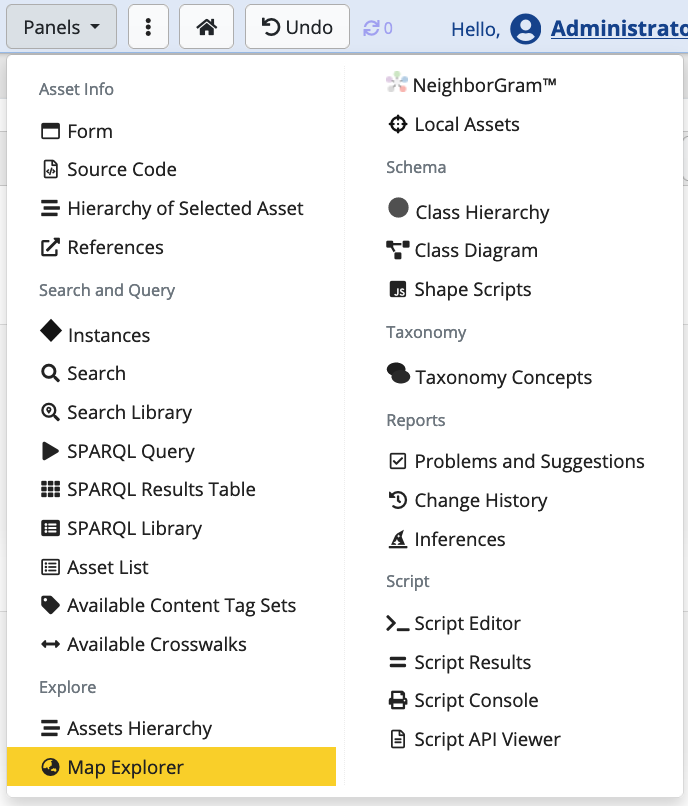 Panels
Undo
0
Hello,
Administrato
Asset Info
Form
Source Code
Hierarchy of Selected Asset
References
Search and Query
Instances
Search
Search Library
SPARQL Query
SPARQL Results Table
SPARQL Library
Asset List
Available Content Tag Sets
Available Crosswalks
Explore
Assets Hierarchy
Map Explorer
NeighborGram™
Local Assets
Schema
Class Hierarchy
Class Diagram
JS
Shape Scripts
Taxonomy
Taxonomy Concepts
Reports
Problems and Suggestions
Change History
Inferences
Script
Script Editor
Script Results
Script Console
Script API Viewer